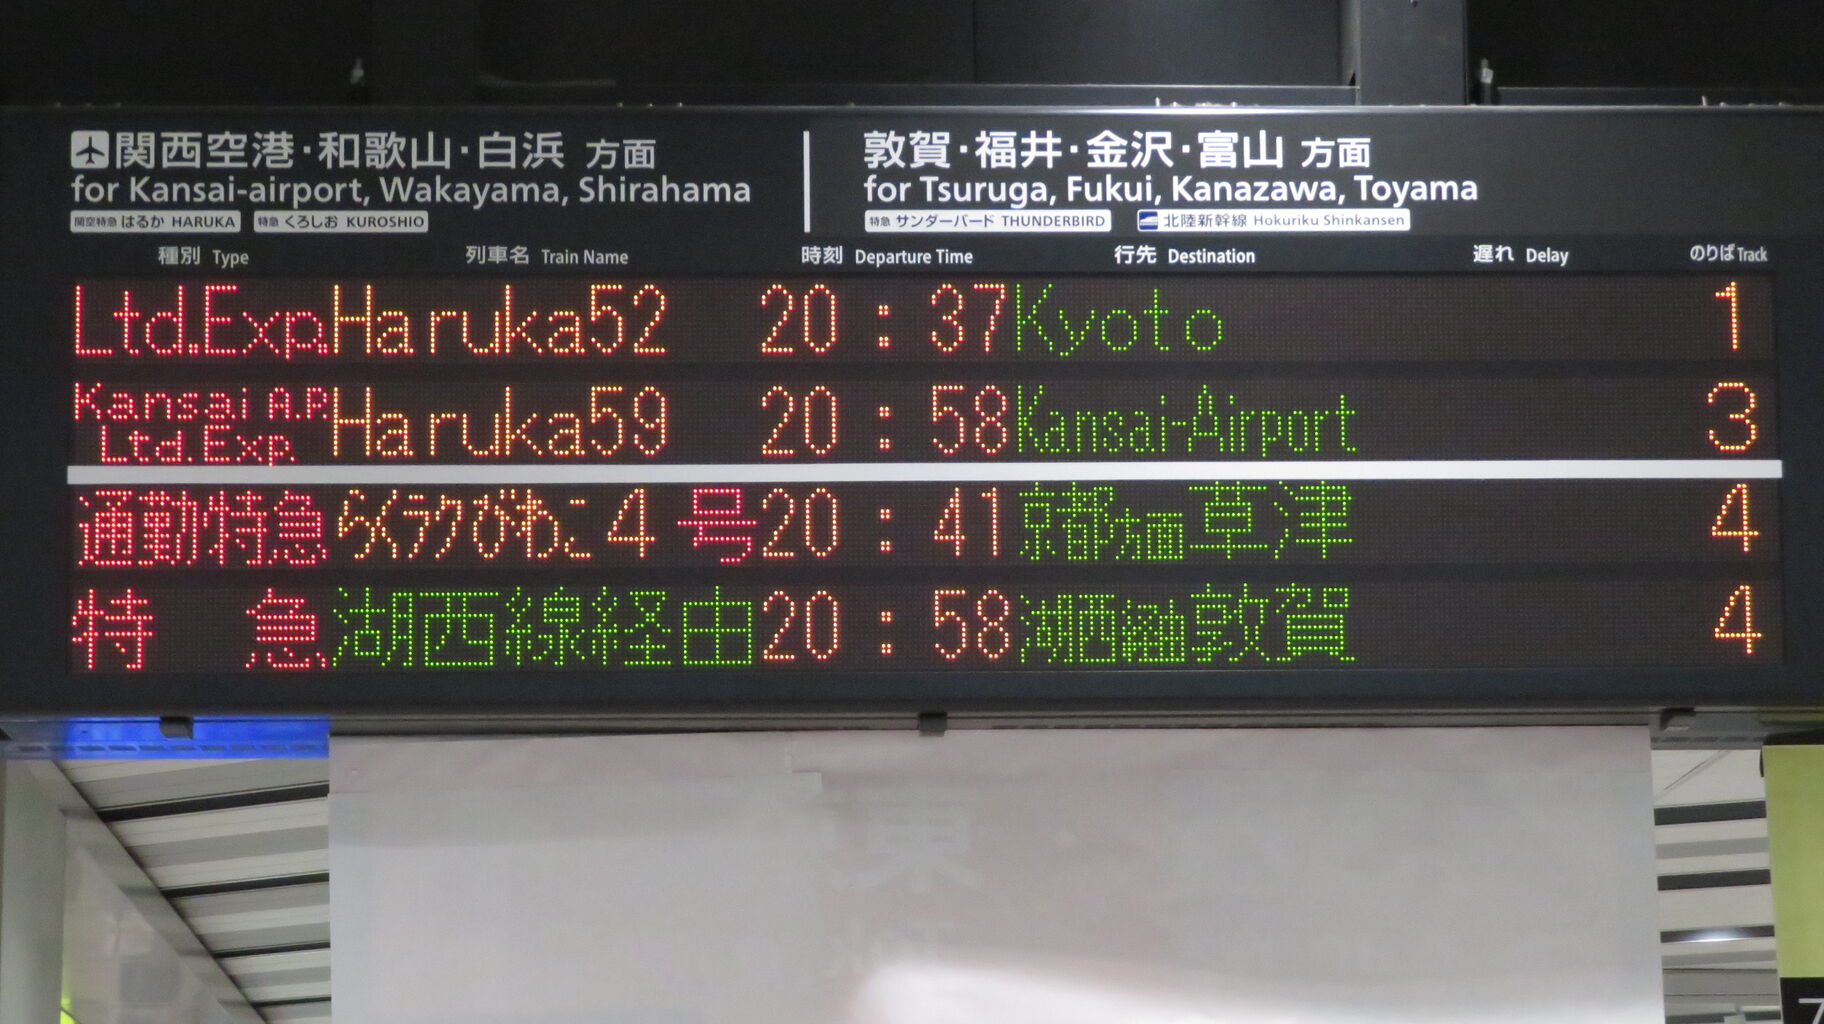 関西空港・和歌山・白浜 方面
for Kansai-airport, Wakayama, Shirahama
関空特急 はるか HARUKA 特急 くろしお KUROSHIO
敦賀・福井・金沢・富山 方面
for Tsuruga, Fukui, Kanazawa, Toyama
特急 サンダーバード THUNDERBIRD 北陸新幹線 Hokuriku Shinkansen
種別 Type 列車名 Train Name 時刻 Departure Time 行先 Destination 遅れ Delay のりば Track
Ltd.Exp. Haruka52 20:37 Kyoto 1
Kansai A.P. Ltd.Exp. Haruka59 20:58 Kansai-Airport 3
通勤特急 らくラクびわこ 4 号 20:41 京都方面草津 4
特急 湖西線経由 20:58 湖西線経由敦賀 4
東
7